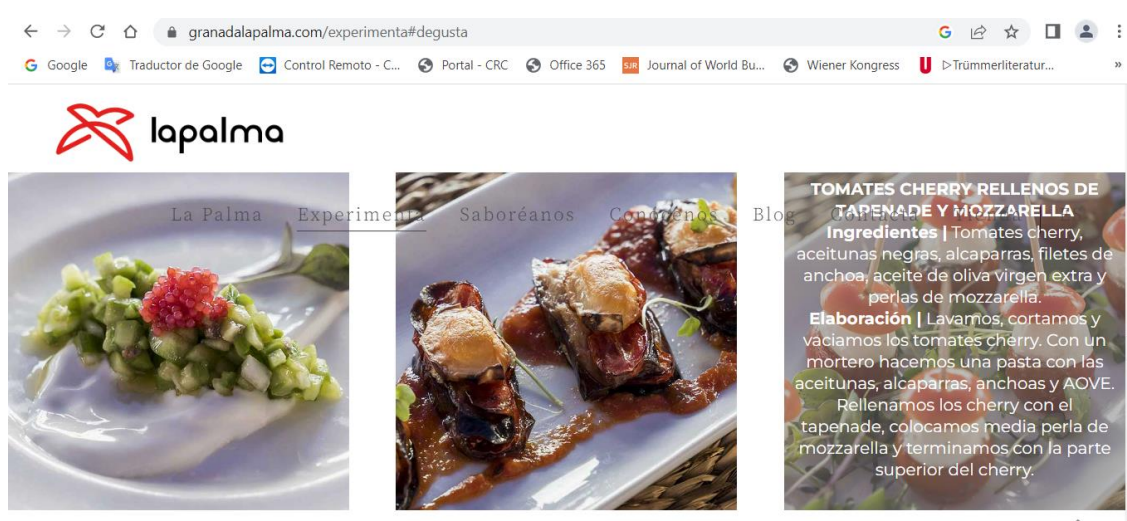 granadalapalma.com/experimenta#degusta
Google
Traductor de Google
Control Remoto - C...
Portal - CRC
Office 365
SJR
Journal of World Bu...
Wiener Kongress
▷Trümmerliteratur...
»
lapalma
La Palma
Experimenta
Saboréanos
Conócenos
Blog
Contacta
TOMATES CHERRY RELLENOS DE
TAPENADE Y MOZZARELLA
Ingredientes | Tomates cherry,
aceitunas negras, alcaparras, filetes de
anchoa, aceite de oliva virgen extra y
perlas de mozzarella.
Elaboración | Lavamos, cortamos y
vaciamos los tomates cherry. Con un
mortero hacemos una pasta con las
aceitunas, alcaparras, anchoas y AOVE.
Rellenamos los cherry con el
tapenade, colocamos media perla de
mozzarella y terminamos con la parte
superior del cherry.